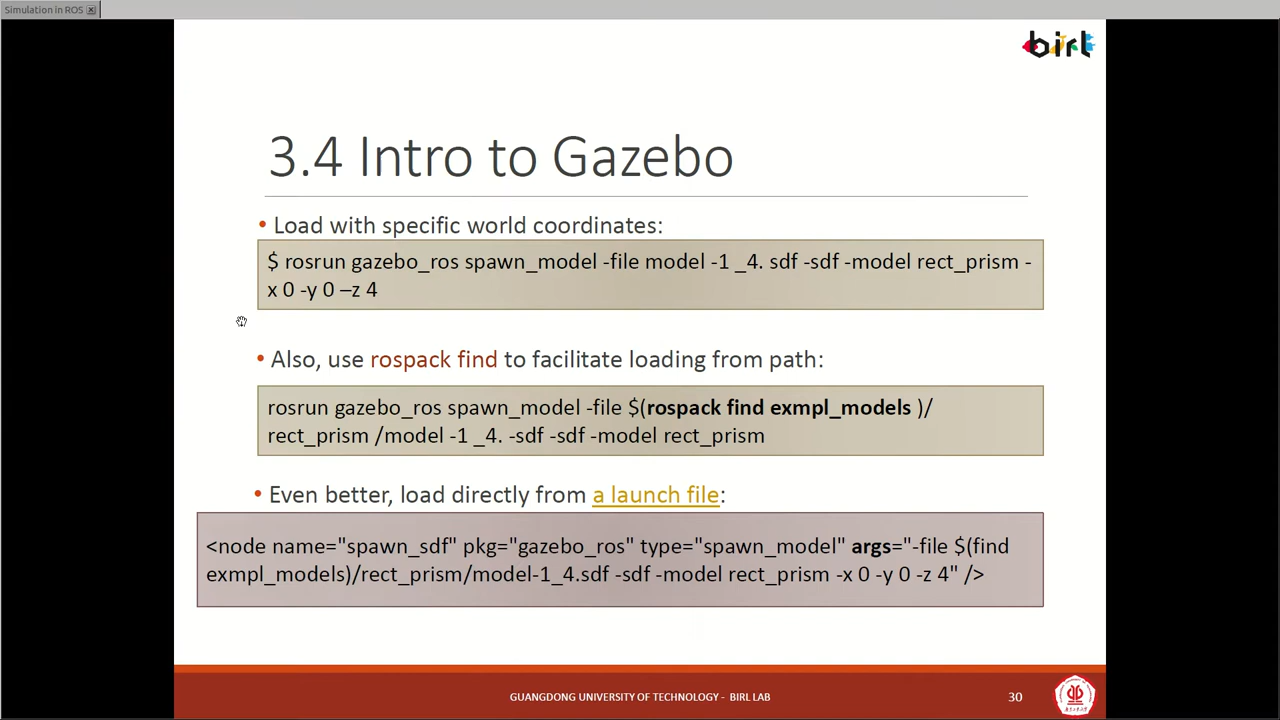 Simulation in ROS
birl
3.4 Intro to Gazebo
• Load with specific world coordinates:
$ rosrun gazebo_ros spawn_model -file model -1 _4. sdf -sdf -model rect_prism -
x 0 -y 0 –z 4
• Also, use rospack find to facilitate loading from path:
rosrun gazebo_ros spawn_model -file $(rospack find exmpl_models )/
rect_prism /model -1 _4. -sdf -sdf -model rect_prism
• Even better, load directly from a launch file:
<node name="spawn_sdf" pkg="gazebo_ros" type="spawn_model" args="-file $(find
exmpl_models)/rect_prism/model-1_4.sdf -sdf -model rect_prism -x 0 -y 0 -z 4" />
GUANGDONG UNIVERSITY OF TECHNOLOGY - BIRL LAB
30